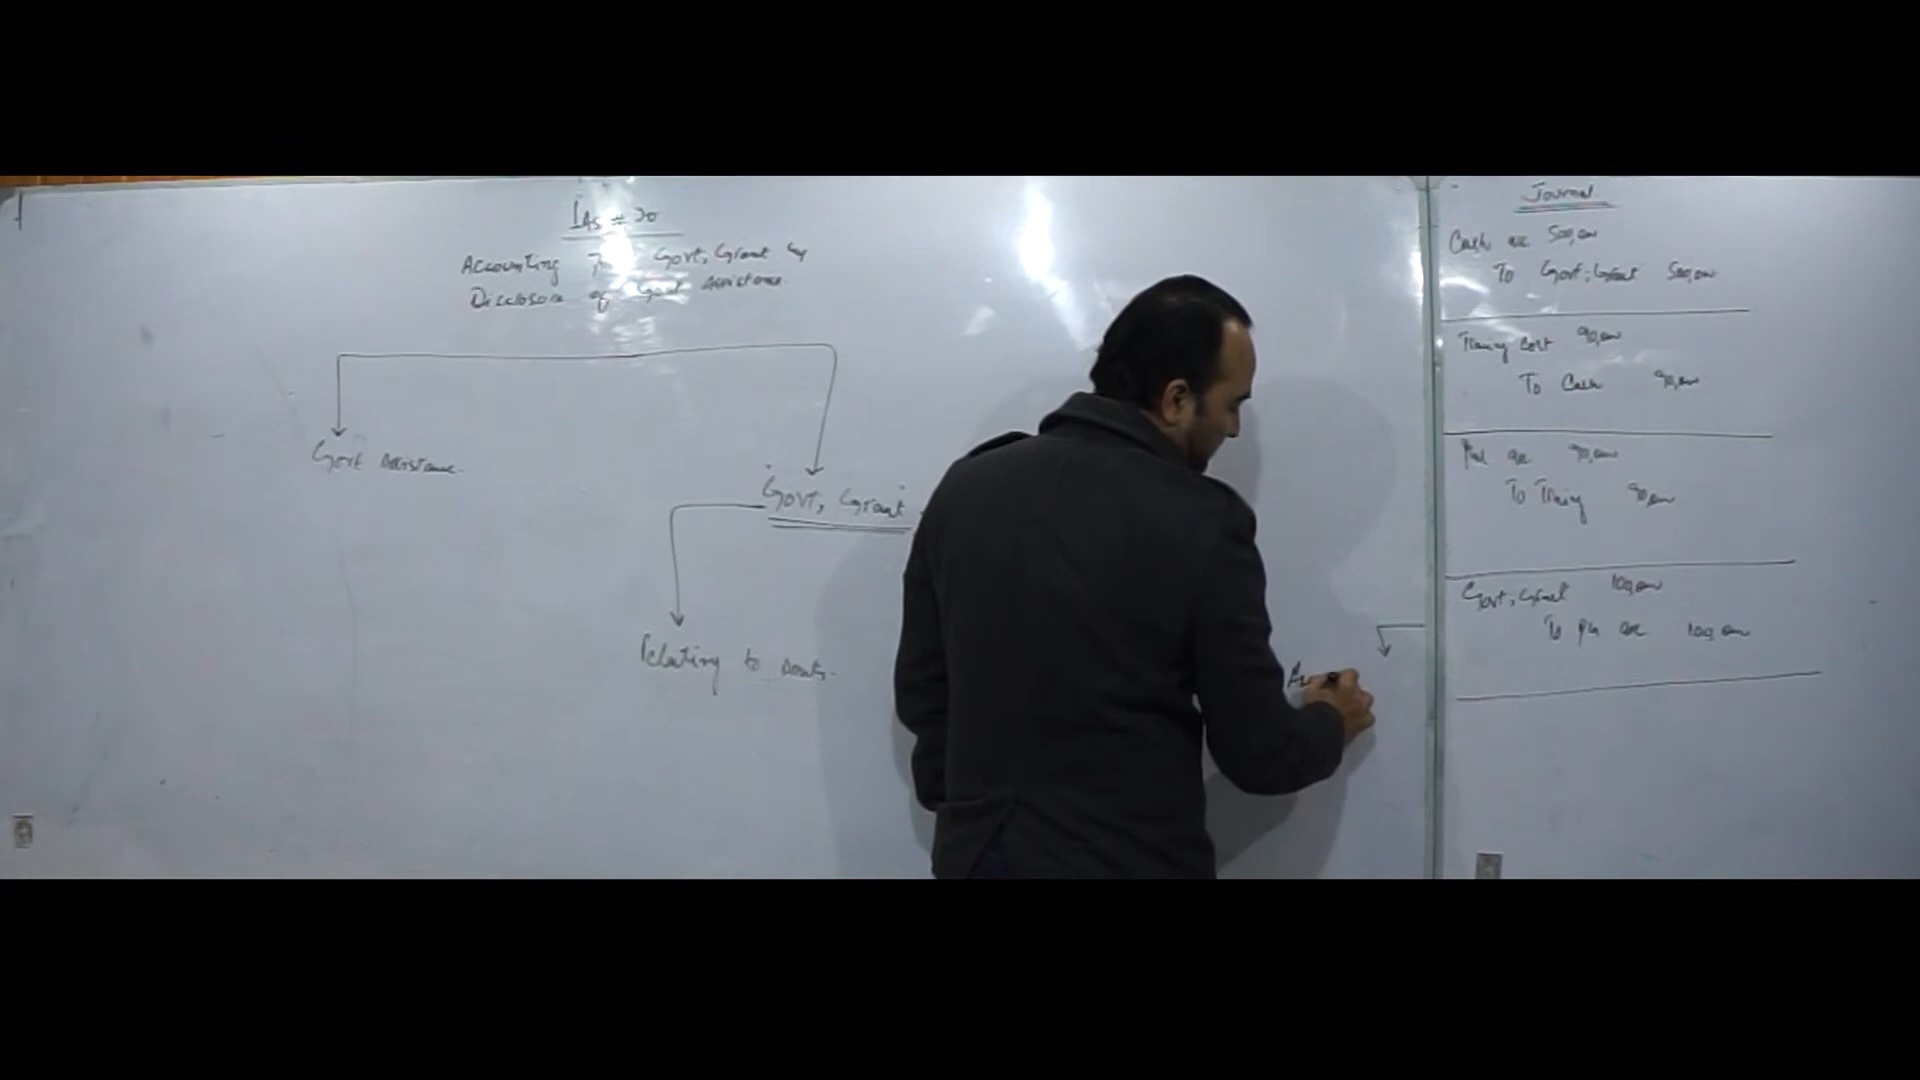 IAS # 20
Accounting for Govt, Grant &
Disclosure of Govt Assistance.
Govt Assistance.
Govt, Grant
Relating to Assets.
Journal
Cash a/c 500,000
To Govt, Grant 500,000
Training Cost 90,000
To Cash 90,000
P&L a/c 90,000
To Training 90,000
Govt, Grant 100,000
To P&L a/c 100,000